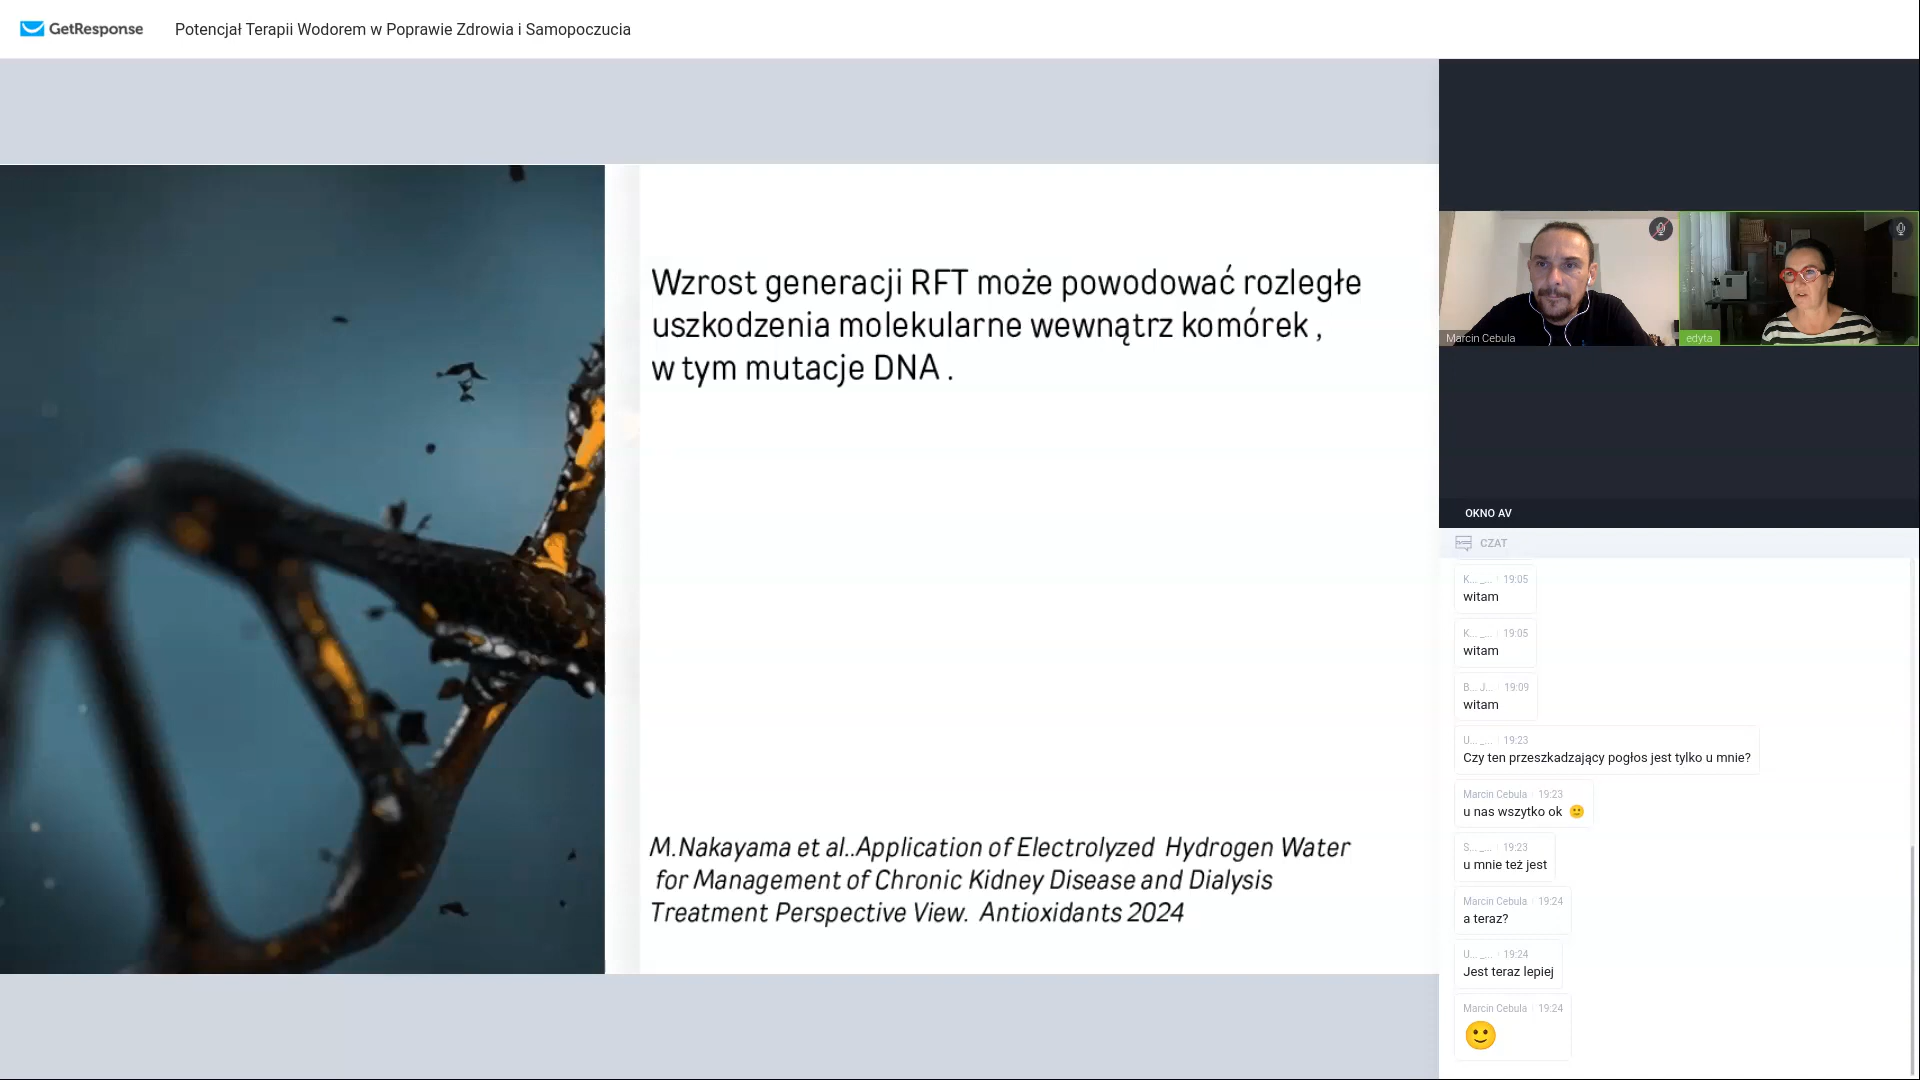 GetResponse
Potencjał Terapii Wodorem w Poprawie Zdrowia i Samopoczucia
Wzrost generacji RFT może powodować rozległe
uszkodzenia molekularne wewnątrz komórek ,
w tym mutacje DNA .
M.Nakayama et al..Application of Electrolyzed Hydrogen Water
for Management of Chronic Kidney Disease and Dialysis
Treatment Perspective View. Antioxidants 2024
Marcin Cebula
edyta
OKNO AV
CZAT
K... _... 19:05
witam
K... _... 19:05
witam
B... J... 19:09
witam
U... _... 19:23
Czy ten przeszkadzający pogłos jest tylko u mnie?
Marcin Cebula 19:23
u nas wszytko ok 🙂
S... _... 19:23
u mnie też jest
Marcin Cebula 19:24
a teraz?
U... _... 19:24
Jest teraz lepiej
Marcin Cebula 19:24
🙂